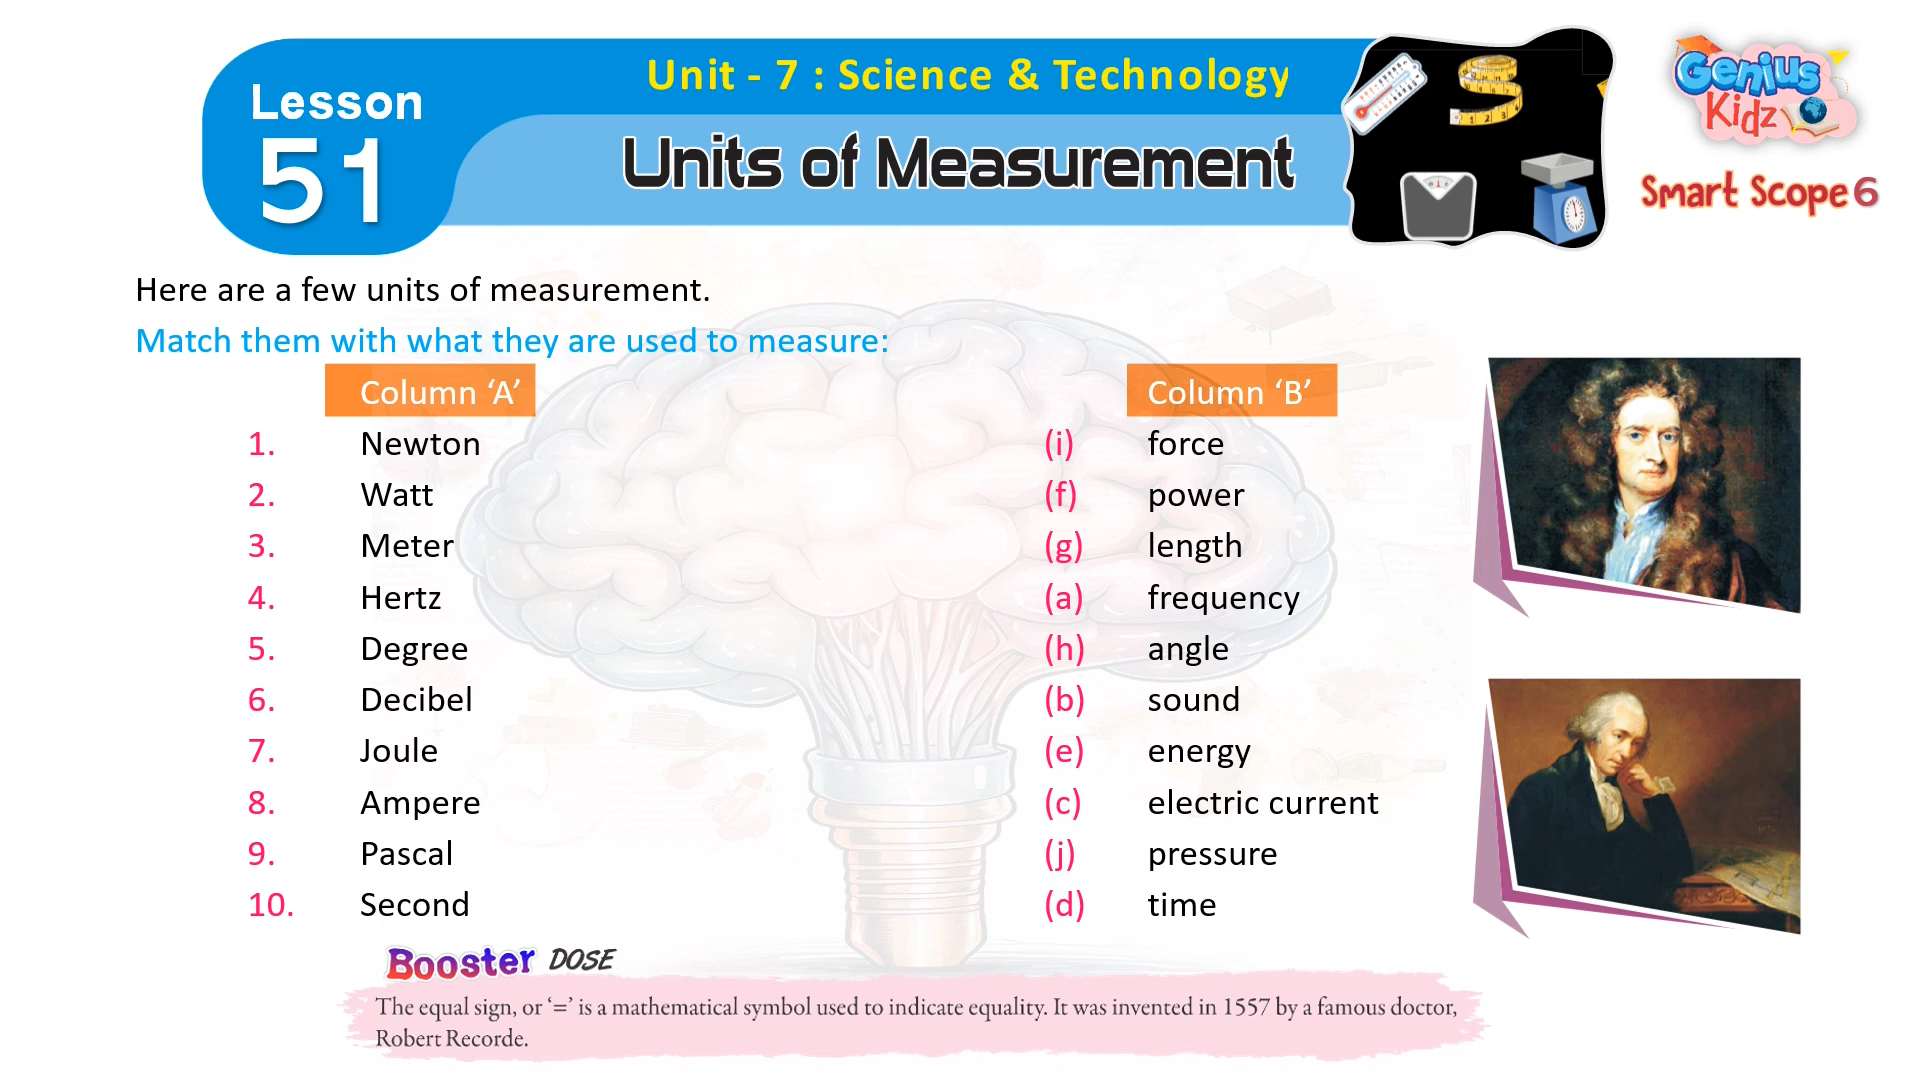 Unit - 7 : Science & Technology
Lesson
51
Units of Measurement
Genius
Kidz
Smart Scope 6
Here are a few units of measurement.
Match them with what they are used to measure:
Column ‘A’ Column ‘B’
1. Newton (i) force
2. Watt (f) power
3. Meter (g) length
4. Hertz (a) frequency
5. Degree (h) angle
6. Decibel (b) sound
7. Joule (e) energy
8. Ampere (c) electric current
9. Pascal (j) pressure
10. Second (d) time
Booster DOSE
The equal sign, or ‘=’ is a mathematical symbol used to indicate equality. It was invented in 1557 by a famous doctor,
Robert Recorde.